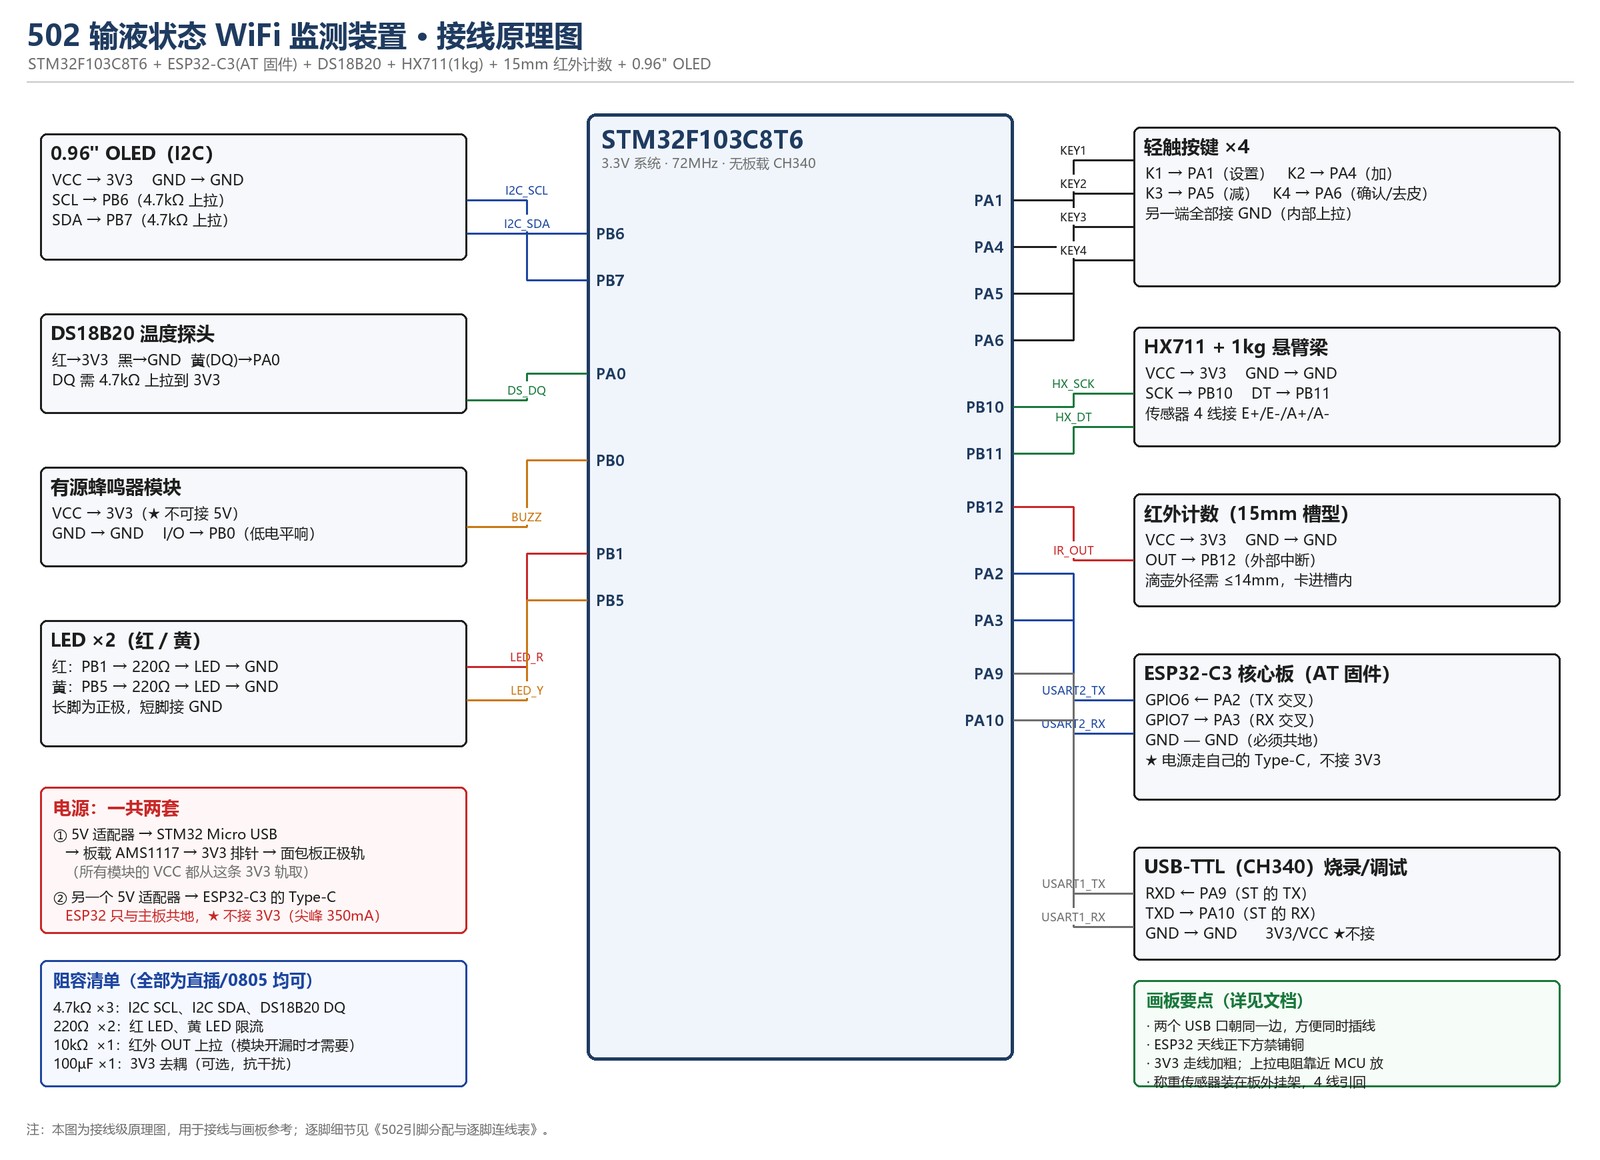 502 输液状态 WiFi 监测装置 • 接线原理图
STM32F103C8T6 + ESP32-C3(AT 固件) + DS18B20 + HX711(1kg) + 15mm 红外计数 + 0.96" OLED
0.96" OLED（I2C）
VCC → 3V3 GND → GND
SCL → PB6（4.7kΩ 上拉）
SDA → PB7（4.7kΩ 上拉）
I2C_SCL
I2C_SDA
DS18B20 温度探头
红→3V3 黑→GND 黄(DQ)→PA0
DQ 需 4.7kΩ 上拉到 3V3
DS_DQ
有源蜂鸣器模块
VCC → 3V3（★ 不可接 5V）
GND → GND I/O → PB0（低电平响）
BUZZ
LED ×2（红 / 黄）
红：PB1 → 220Ω → LED → GND
黄：PB5 → 220Ω → LED → GND
长脚为正极，短脚接 GND
LED_R
LED_Y
电源：一共两套
① 5V 适配器 → STM32 Micro USB
→ 板载 AMS1117 → 3V3 排针 → 面包板正极轨
（所有模块的 VCC 都从这条 3V3 轨取）
② 另一个 5V 适配器 → ESP32-C3 的 Type-C
ESP32 只与主板共地，★ 不接 3V3（尖峰 350mA）
阻容清单（全部为直插/0805 均可）
4.7kΩ ×3：I2C SCL、I2C SDA、DS18B20 DQ
220Ω ×2：红 LED、黄 LED 限流
10kΩ ×1：红外 OUT 上拉（模块开漏时才需要）
100μF ×1：3V3 去耦（可选，抗干扰）
STM32F103C8T6
3.3V 系统 · 72MHz · 无板载 CH340
PB6
PB7
PA0
PB0
PB1
PB5
PA1
PA4
PA5
PA6
PB10
PB11
PB12
PA2
PA3
PA9
PA10
KEY1
KEY2
KEY3
KEY4
轻触按键 ×4
K1 → PA1（设置） K2 → PA4（加）
K3 → PA5（减） K4 → PA6（确认/去皮）
另一端全部接 GND（内部上拉）
HX_SCK
HX_DT
HX711 + 1kg 悬臂梁
VCC → 3V3 GND → GND
SCK → PB10 DT → PB11
传感器 4 线接 E+/E-/A+/A-
IR_OUT
红外计数（15mm 槽型）
VCC → 3V3 GND → GND
OUT → PB12（外部中断）
滴壶外径需 ≤14mm，卡进槽内
USART2_TX
USART2_RX
ESP32-C3 核心板（AT 固件）
GPIO6 ← PA2（TX 交叉）
GPIO7 → PA3（RX 交叉）
GND — GND（必须共地）
★ 电源走自己的 Type-C，不接 3V3
USART1_TX
USART1_RX
USB-TTL（CH340）烧录/调试
RXD ← PA9（ST 的 TX）
TXD → PA10（ST 的 RX）
GND → GND 3V3/VCC ★不接
画板要点（详见文档）
· 两个 USB 口朝同一边，方便同时插线
· ESP32 天线正下方禁铺铜
· 3V3 走线加粗；上拉电阻靠近 MCU 放
· 称重传感器装在板外挂架，4 线引回
注：本图为接线级原理图，用于接线与画板参考；逐脚细节见《502引脚分配与逐脚连线表》。